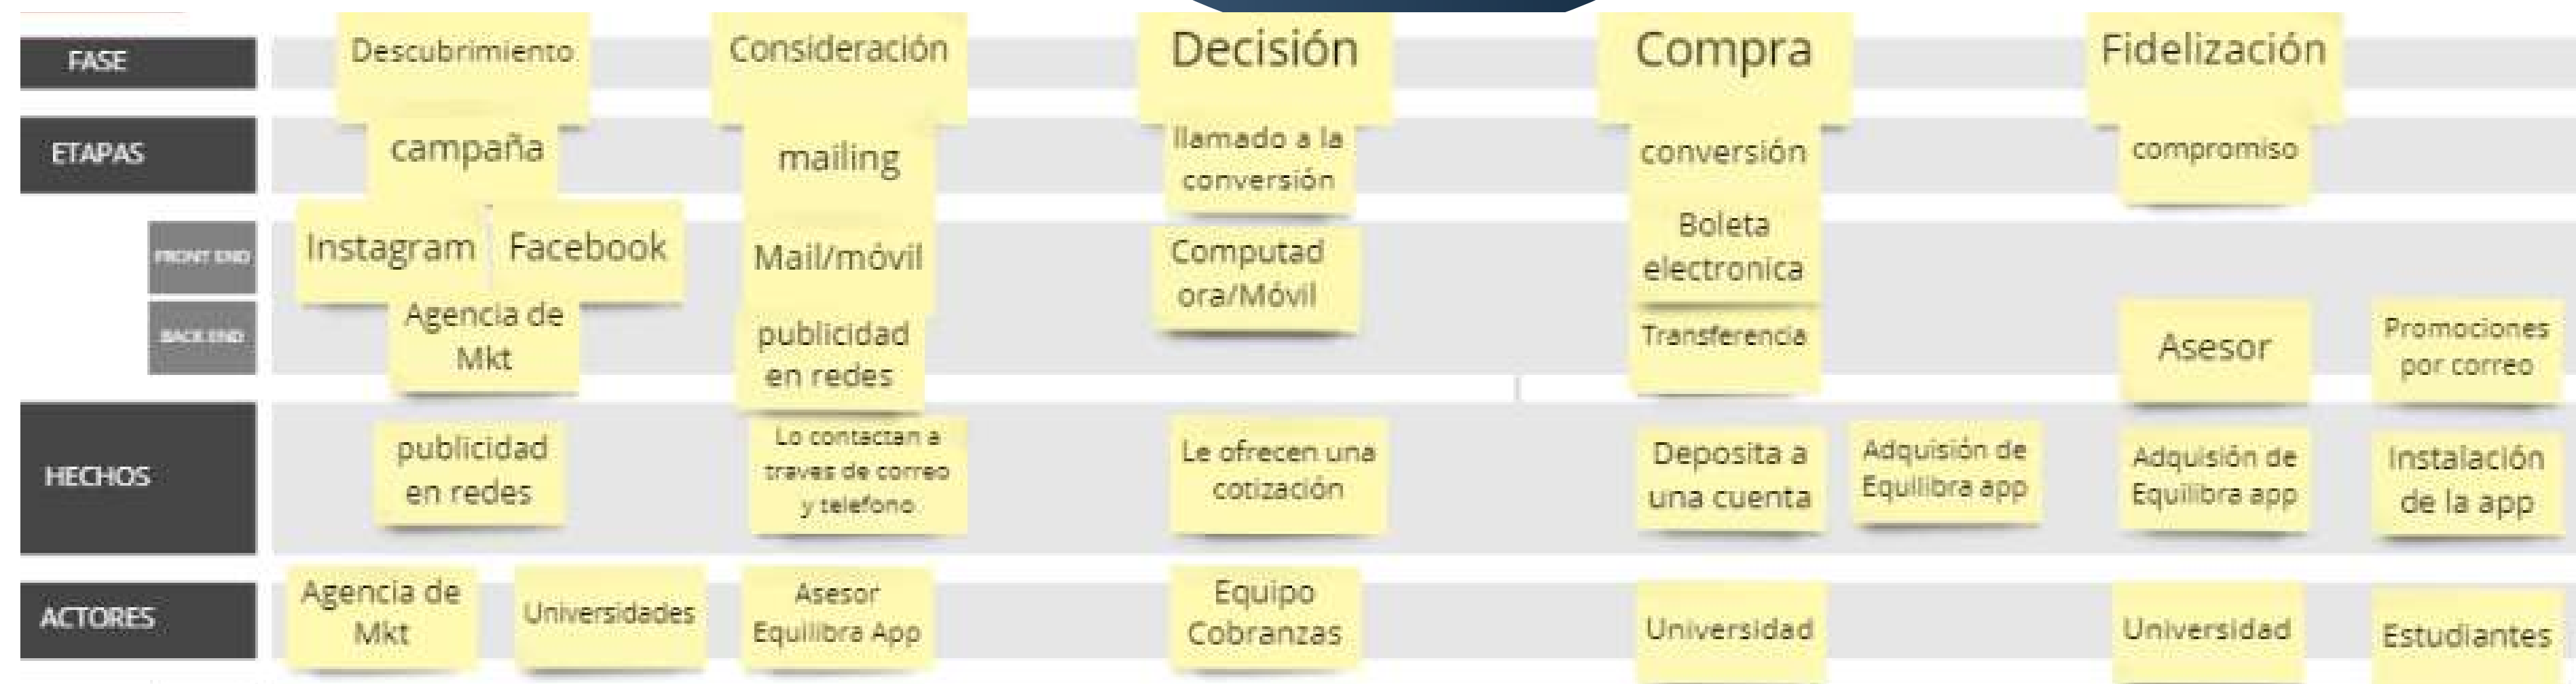 FASE
Descubrimiento
Consideración
Decisión
Compra
Fidelización
ETAPAS
campaña
mailing
llamado a la
conversión
conversión
compromiso
FRONT END
Instagram
Facebook
Mail/móvil
Computad
ora/Móvil
Boleta
electronica
BACK END
Agencia de
Mkt
publicidad
en redes
Transferencia
Asesor
Promociones
por correo
HECHOS
publicidad
en redes
Lo contactan a
traves de correo
y telefono
Le ofrecen una
cotización
Deposita a
una cuenta
Adquisión de
Equilibra app
Adquisión de
Equilibra app
Instalación
de la app
ACTORES
Agencia de
Mkt
Universidades
Asesor
Equilibra App
Equipo
Cobranzas
Universidad
Universidad
Estudiantes